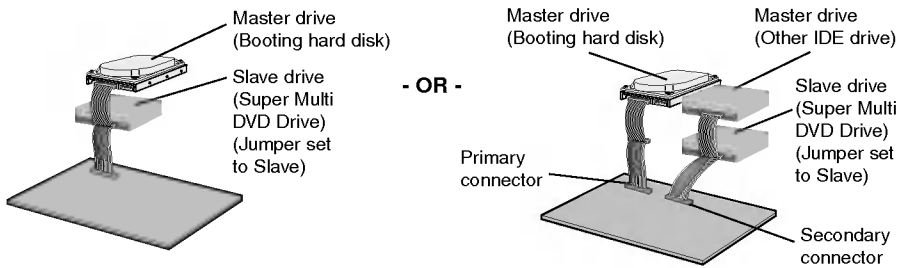 Master drive
(Booting hard disk)
Slave drive
(Super Multi
DVD Drive)
(Jumper set
to Slave)
- OR -
Master drive
(Booting hard disk)
Master drive
(Other IDE drive)
Slave drive
(Super Multi
DVD Drive)
(Jumper set
to Slave)
Primary
connector
Secondary
connector